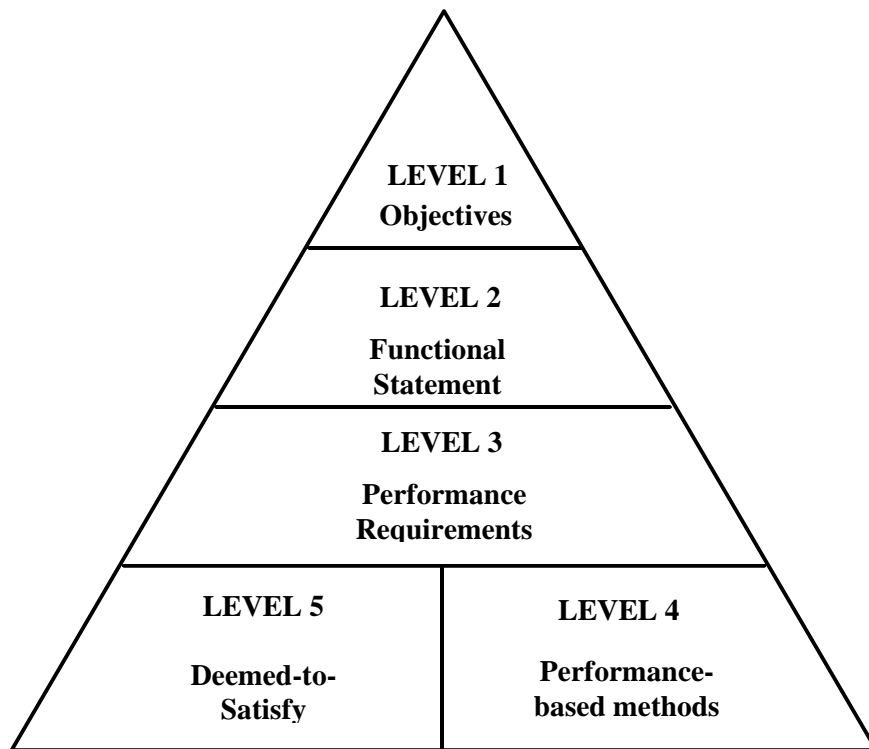 LEVEL 1
Objectives
LEVEL 2
Functional
Statement
LEVEL 3
Performance
Requirements
LEVEL 5
Deemed-to-
Satisfy
LEVEL 4
Performance-
based methods